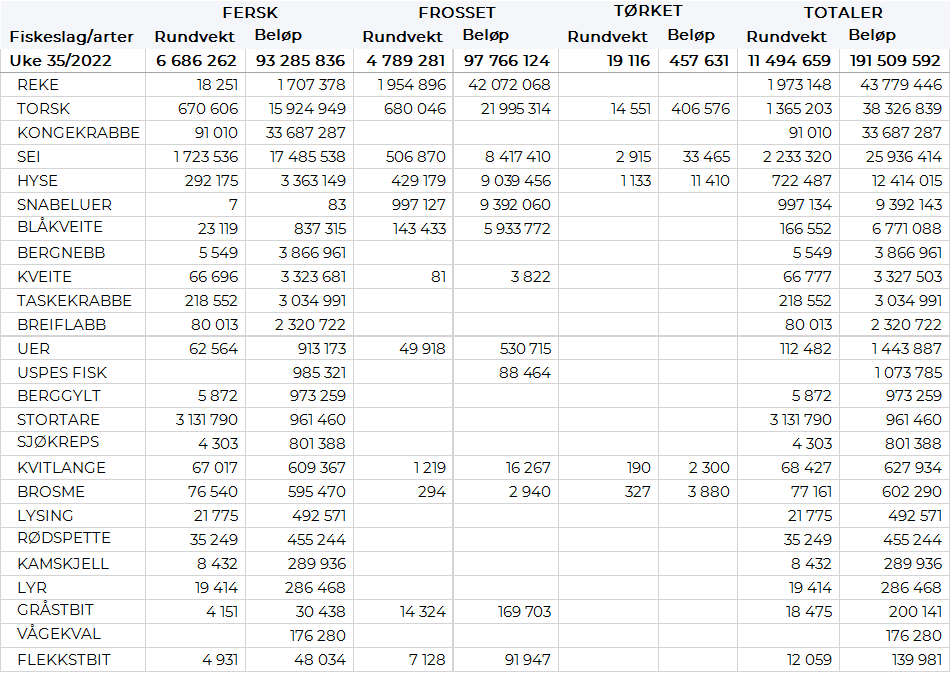 FERSK FROSSET TØRKET TOTALER
Fiskeslag/arter Rundvekt Beløp Rundvekt Beløp Rundvekt Beløp Rundvekt Beløp
Uke 35/2022 6 686 262 93 285 836 4 789 281 97 766 124 19 116 457 631 11 494 659 191 509 592
REKE 18 251 1 707 378 1 954 896 42 072 068 1 973 148 43 779 446
TORSK 670 606 15 924 949 680 046 21 995 314 14 551 406 576 1 365 203 38 326 839
KONGEKRABBE 91 010 33 687 287 91 010 33 687 287
SEI 1 723 536 17 485 538 506 870 8 417 410 2 915 33 465 2 233 320 25 936 414
HYSE 292 175 3 363 149 429 179 9 039 456 1 133 11 410 722 487 12 414 015
SNABELUER 7 83 997 127 9 392 060 997 134 9 392 143
BLÅKVEITE 23 119 837 315 143 433 5 933 772 166 552 6 771 088
BERGNEBB 5 549 3 866 961 5 549 3 866 961
KVEITE 66 696 3 323 681 81 3 822 66 777 3 327 503
TASKEKRABBE 218 552 3 034 991 218 552 3 034 991
BREIFLABB 80 013 2 320 722 80 013 2 320 722
UER 62 564 913 173 49 918 530 715 112 482 1 443 887
USPES FISK 985 321 88 464 1 073 785
BERGGYLT 5 872 973 259 5 872 973 259
STORTARE 3 131 790 961 460 3 131 790 961 460
SJØKREPS 4 303 801 388 4 303 801 388
KVITLANGE 67 017 609 367 1 219 16 267 190 2 300 68 427 627 934
BROSME 76 540 595 470 294 2 940 327 3 880 77 161 602 290
LYSING 21 775 492 571 21 775 492 571
RØDSPETTE 35 249 455 244 35 249 455 244
KAMSKJELL 8 432 289 936 8 432 289 936
LYR 19 414 286 468 19 414 286 468
GRÅSTBIT 4 151 30 438 14 324 169 703 18 475 200 141
VÅGEKVAL 176 280 176 280
FLEKKSTBIT 4 931 48 034 7 128 91 947 12 059 139 981